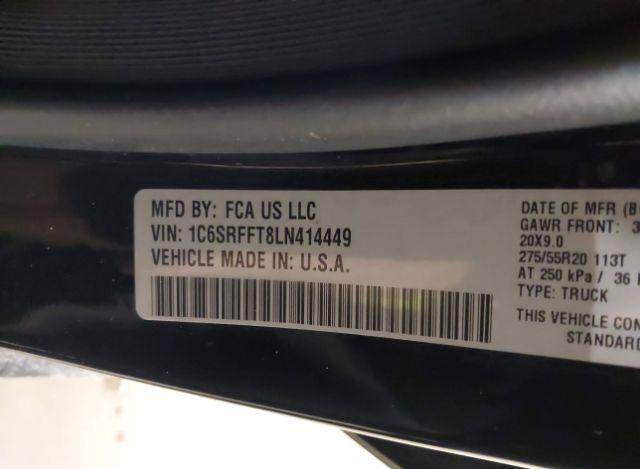 MFD BY: FCA US LLC
VIN: 1C6SRFFT8LN414449
VEHICLE MADE IN: U.S.A.
DATE OF MFR
GAWR FRONT:
20X9.0
275/55R20 113T
AT 250 kPa / 36
TYPE: TRUCK
THIS VEHICLE
STANDARD